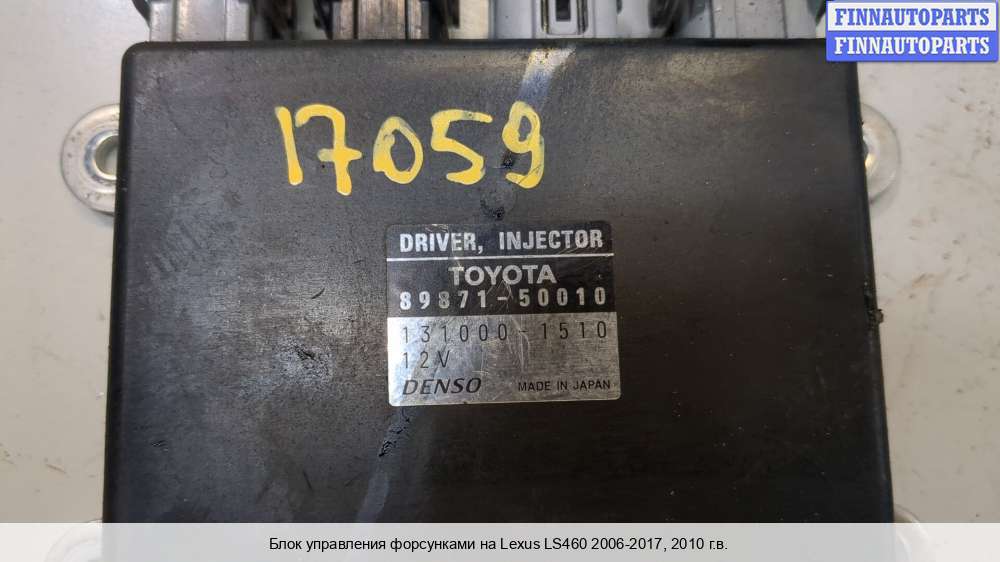 FINNAUTOPARTS
FINNAUTOPARTS
17059
DRIVER, INJECTOR
TOYOTA
89871-50010
131000-1510
12V
DENSO MADE IN JAPAN
Блок управления форсунками на Lexus LS460 2006-2017, 2010 г.в.